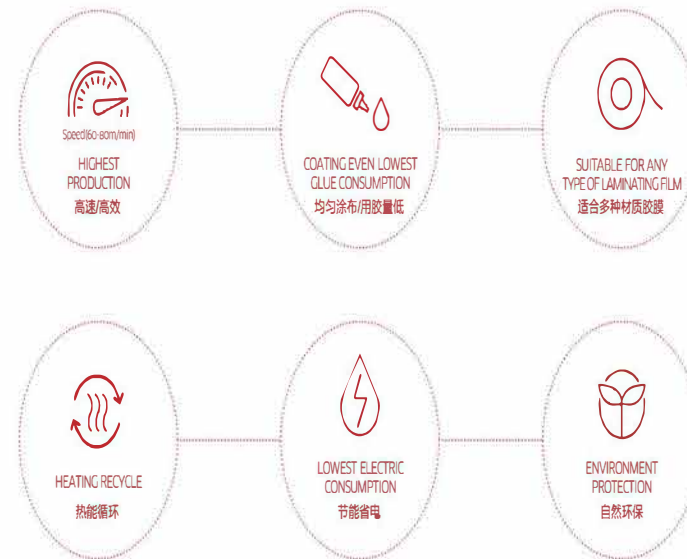 Speed(60-80m/min)
HIGHEST
PRODUCTION
高速/高效
COATING EVEN LOWEST
GLUE CONSUMPTION
均匀涂布/用胶量低
SUITABLE FOR ANY
TYPE OF LAMINATING FILM
适合多种材质胶膜
HEATING RECYCLE
热能循环
LOWEST ELECTRIC
CONSUMPTION
节能省电
ENVIRONMENT
PROTECTION
自然环保